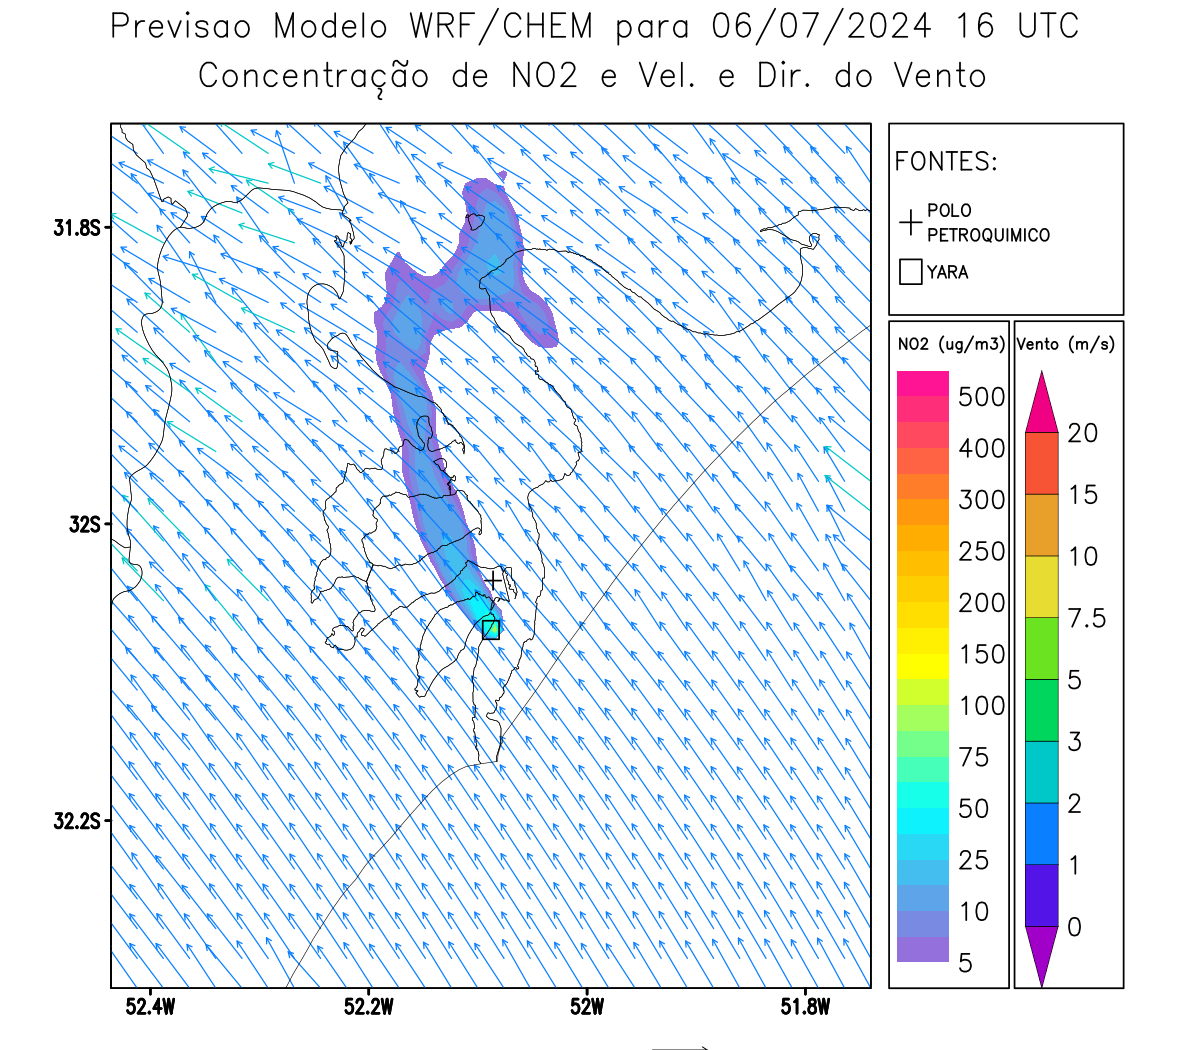 Previsao Modelo WRF/CHEM para 06/07/2024 16 UTC
Concentração de NO2 e Vel. e Dir. do Vento
FONTES:
POLO
PETROQUIMICO
YARA
31.8S
32S
32.2S
52.4W
52.2W
52W
51.8W
NO2 (ug/m3)
500
400
300
250
200
150
100
75
50
25
10
5
Vento (m/s)
20
15
10
7.5
5
3
2
1
0